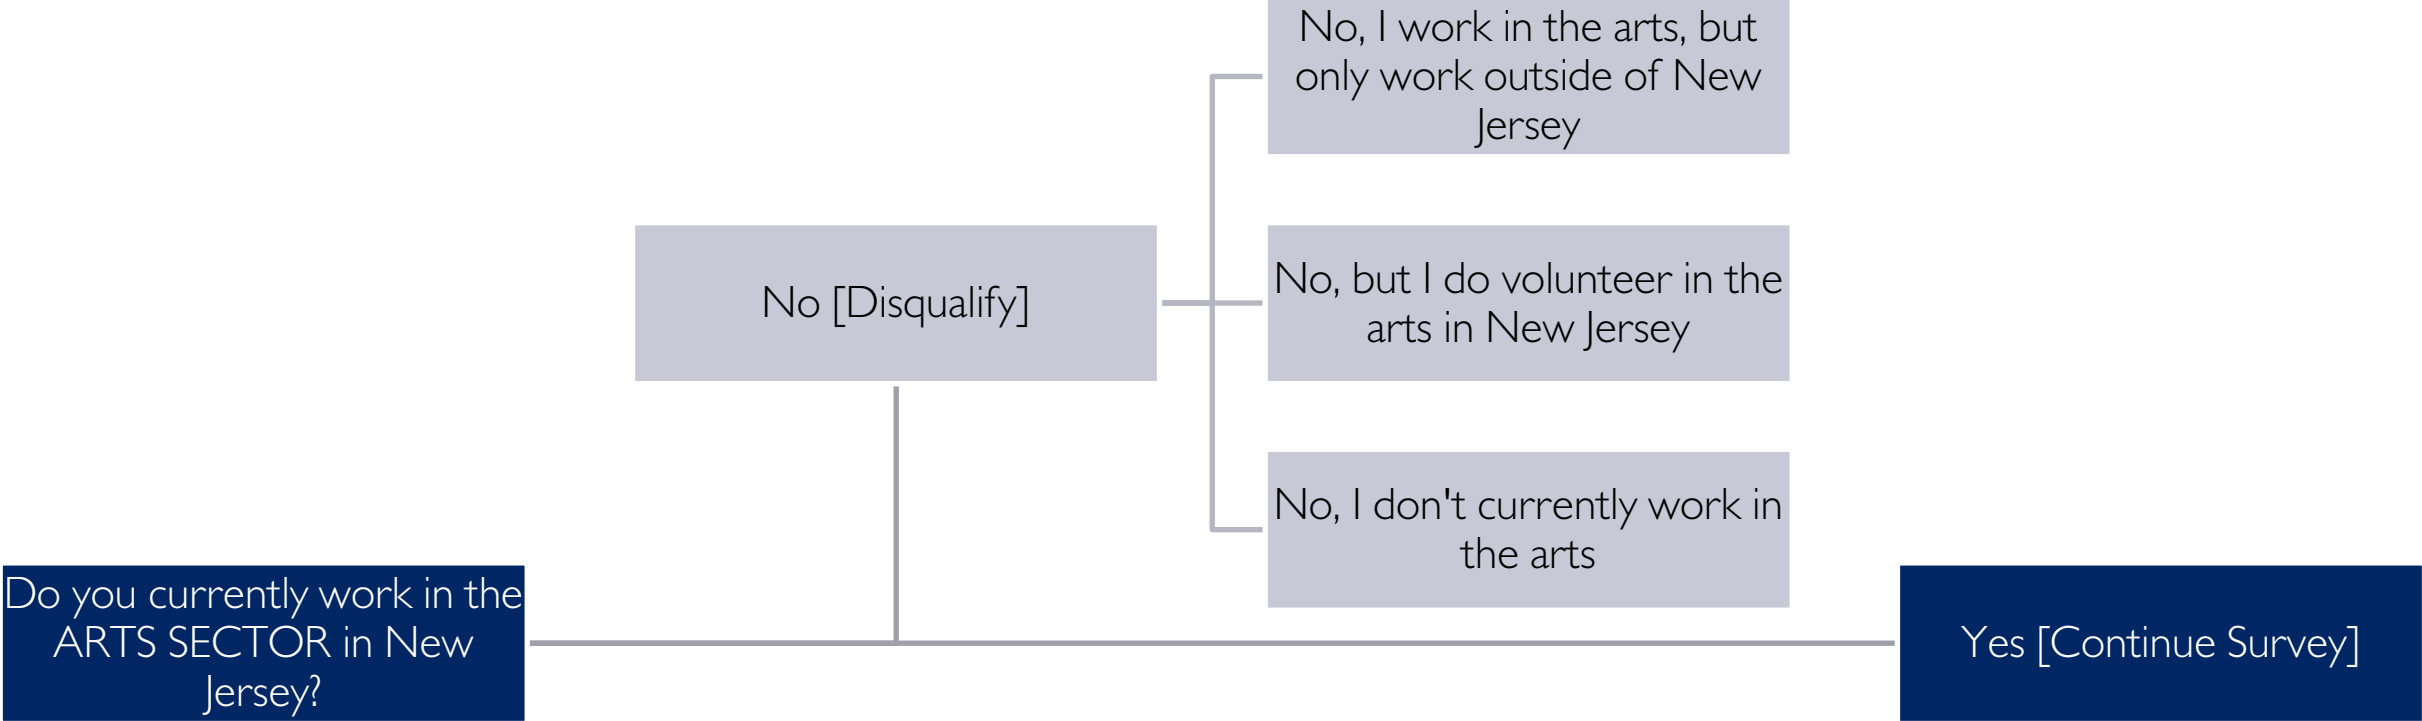 No, I work in the arts, but
only work outside of New
Jersey
No [Disqualify]
No, but I do volunteer in the
arts in New Jersey
No, I don't currently work in
the arts
Do you currently work in the
ARTS SECTOR in New
Jersey?
Yes [Continue Survey]